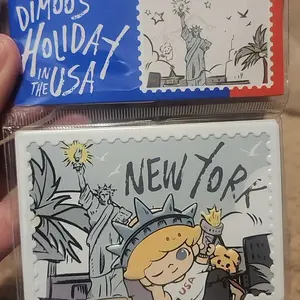 DIMOO'S
HOLIDAY
IN
THE USA
NEW YORK
USA